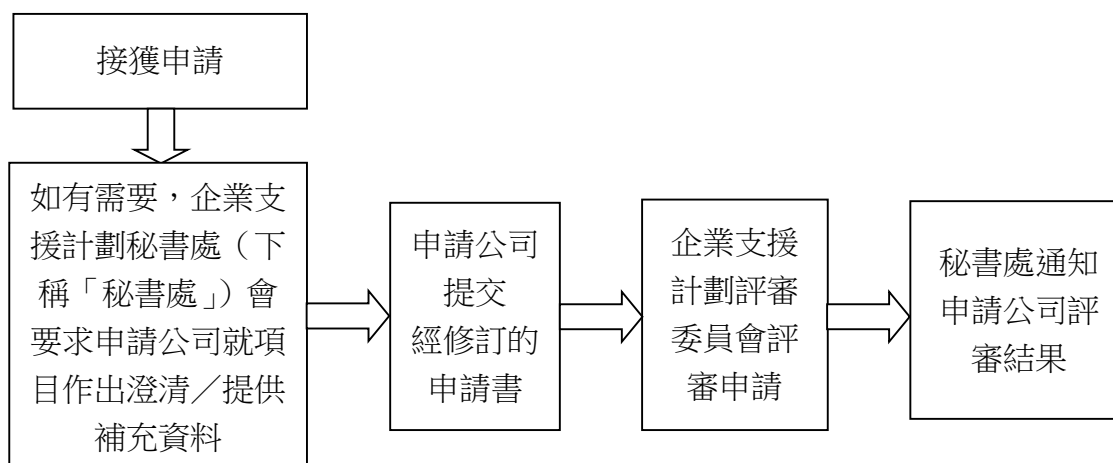 接獲申請
如有需要，企業支
援計劃秘書處（下
稱「秘書處」）會
要求申請公司就項
目作出澄清／提供
補充資料
申請公司
提交
經修訂的
申請書
企業支援
計劃評審
委員會評
審申請
秘書處通知
申請公司評
審結果